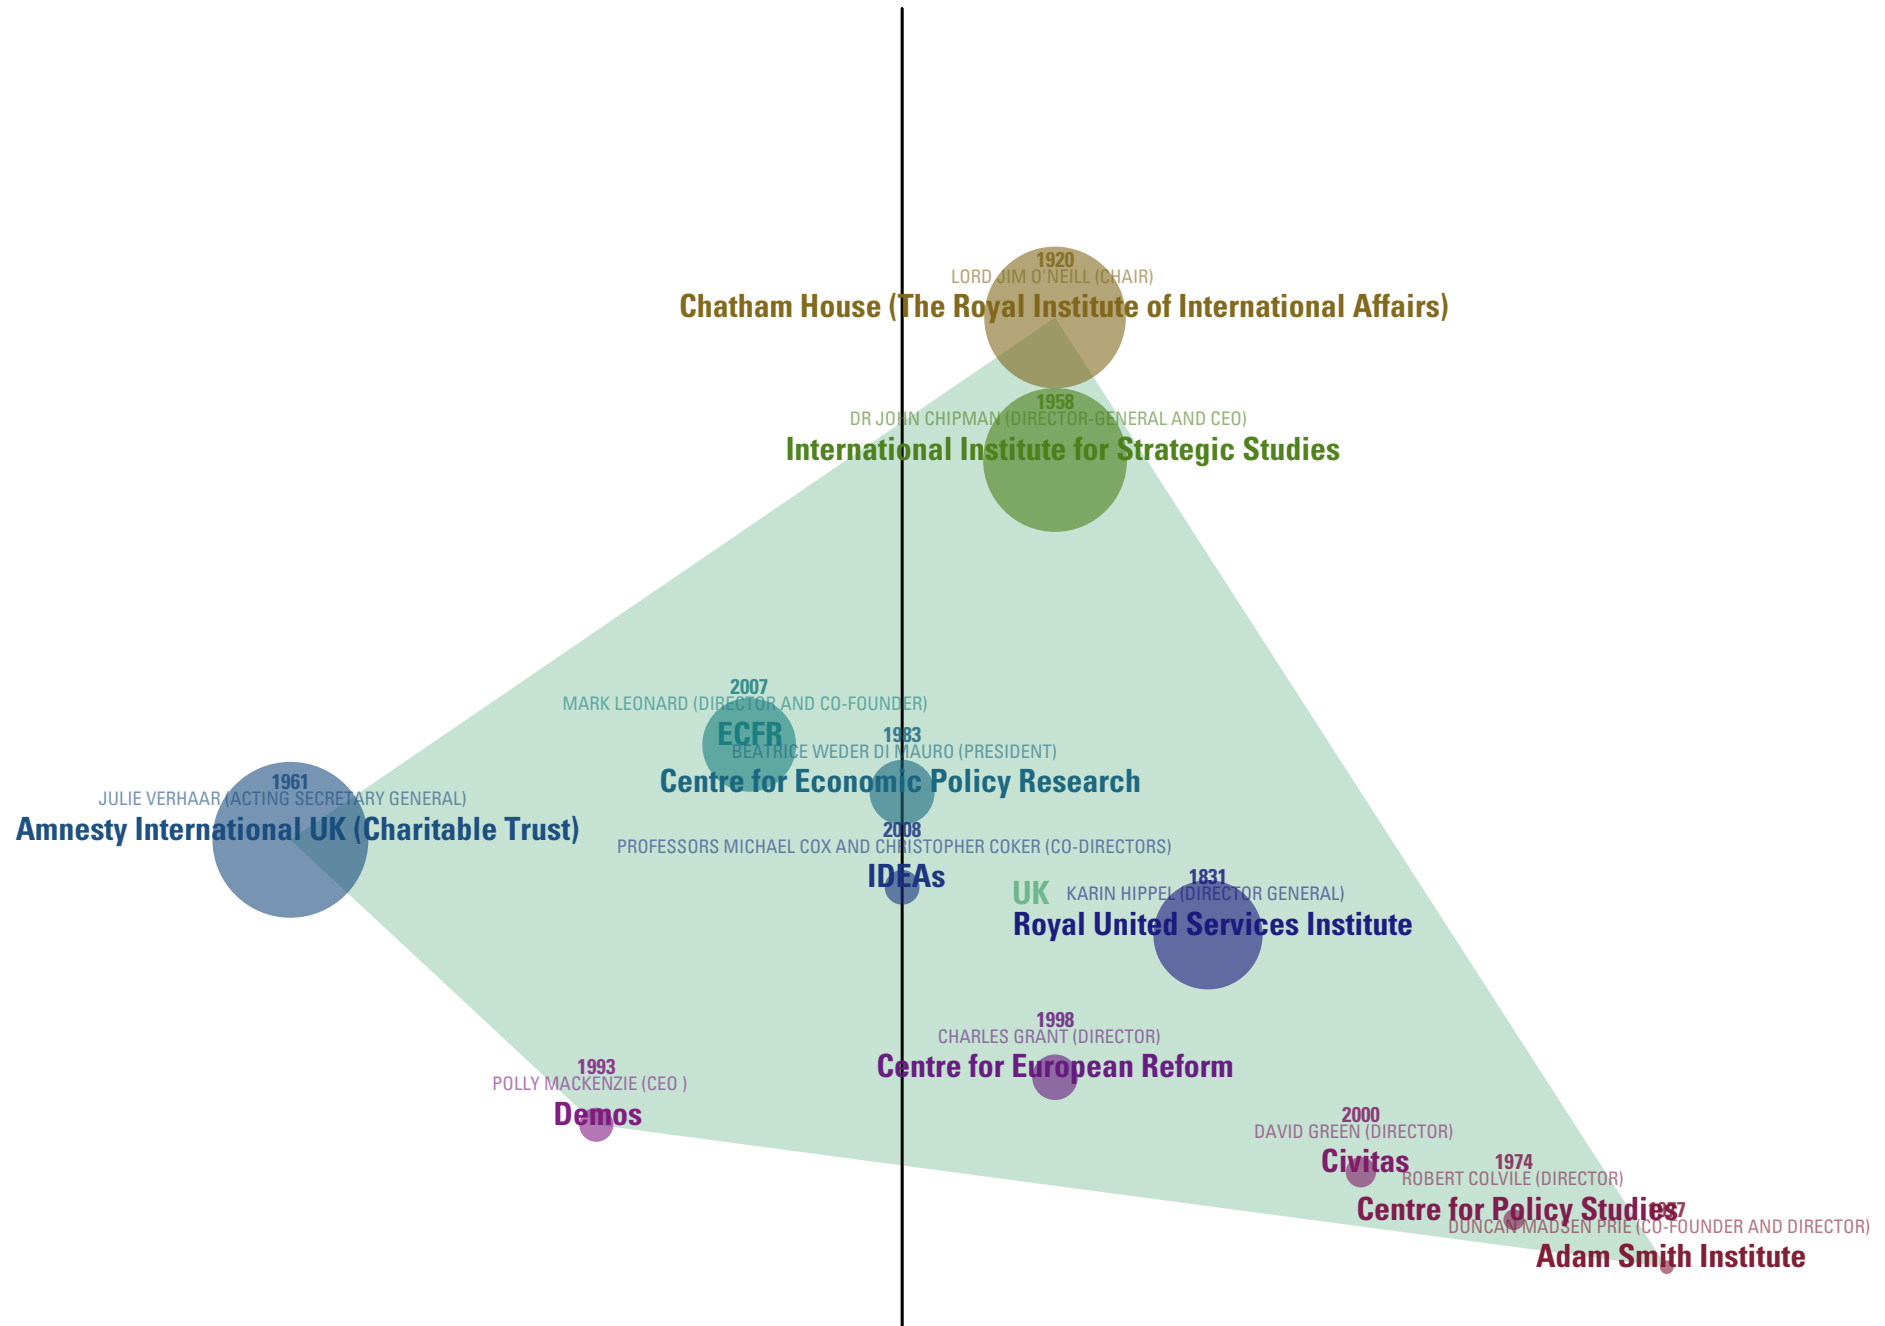 1920
LORD JIM O'NEILL (CHAIR)
Chatham House (The Royal Institute of International Affairs)
1958
DR JOHN CHIPMAN (DIRECTOR-GENERAL AND CEO)
International Institute for Strategic Studies
2007
MARK LEONARD (DIRECTOR AND CO-FOUNDER)
ECFR
1983
BEATRICE WEDER DI MAURO (PRESIDENT)
Centre for Economic Policy Research
1961
JULIE VERHAAR (ACTING SECRETARY GENERAL)
Amnesty International UK (Charitable Trust)
2008
PROFESSORS MICHAEL COX AND CHRISTOPHER COKER (CO-DIRECTORS)
IDEAs
UK
1831
KARIN HIPPEL (DIRECTOR GENERAL)
Royal United Services Institute
1998
CHARLES GRANT (DIRECTOR)
Centre for European Reform
1993
POLLY MACKENZIE (CEO )
Demos
2000
DAVID GREEN (DIRECTOR)
Civitas
1974
ROBERT COLVILE (DIRECTOR)
Centre for Policy Studies
1977
DUNCAN MADSEN PRIE (CO-FOUNDER AND DIRECTOR)
Adam Smith Institute